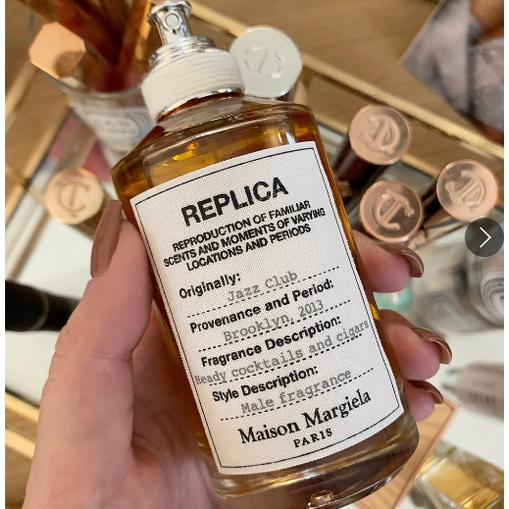 REPLICA
REPRODUCTION OF FAMILIAR
SCENTS AND MOMENTS OF VARYING
LOCATIONS AND PERIODS
Originally:
Jazz Club
Provenance and Period:
Brooklyn, 2013
Fragrance Description:
Heady cocktails and cigars
Style Description:
Male fragrance
Maison Margiela
PARIS